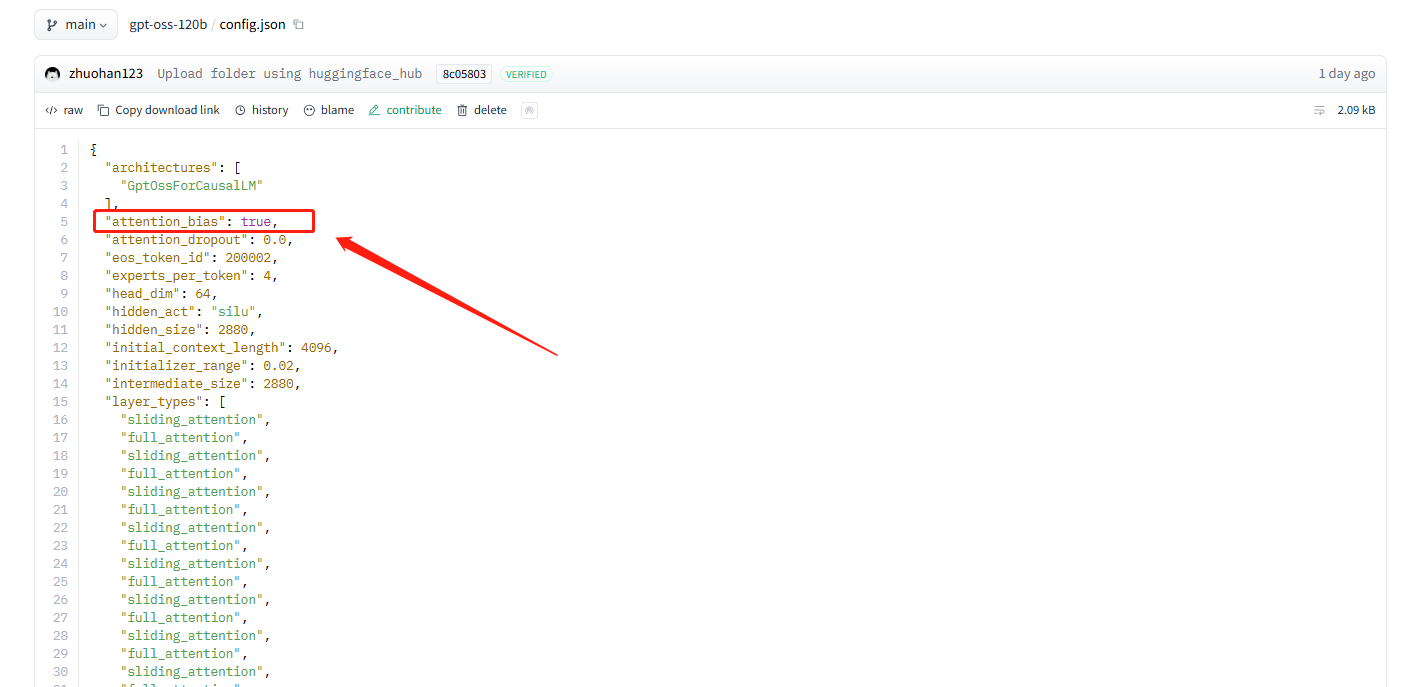 main gpt-oss-120b / config.json
zhuohan123 Upload folder using huggingface_hub 8c05803 VERIFIED 1 day ago
raw Copy download link history blame contribute delete 2.09 kB
1 {
2 "architectures": [
3 "GptOssForCausalLM"
4 ],
5 "attention_bias": true,
6 "attention_dropout": 0.0,
7 "eos_token_id": 200002,
8 "experts_per_token": 4,
9 "head_dim": 64,
10 "hidden_act": "silu",
11 "hidden_size": 2880,
12 "initial_context_length": 4096,
13 "initializer_range": 0.02,
14 "intermediate_size": 2880,
15 "layer_types": [
16 "sliding_attention",
17 "full_attention",
18 "sliding_attention",
19 "full_attention",
20 "sliding_attention",
21 "full_attention",
22 "sliding_attention",
23 "full_attention",
24 "sliding_attention",
25 "full_attention",
26 "sliding_attention",
27 "full_attention",
28 "sliding_attention",
29 "full_attention",
30 "sliding_attention",